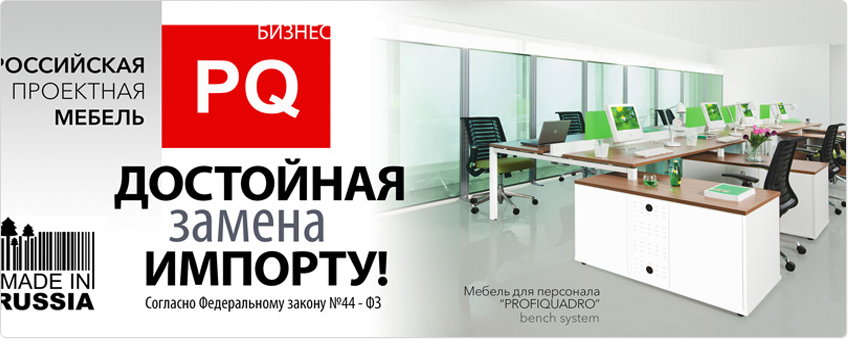 РОССИЙСКАЯ
ПРОЕКТНАЯ
МЕБЕЛЬ
БИЗНЕС
PQ
ДОСТОЙНАЯ
замена
ИМПОРТУ!
Согласно Федеральному закону №44 - ФЗ
MADE IN
RUSSIA
Мебель для персонала
"PROFIQUADRO"
bench system